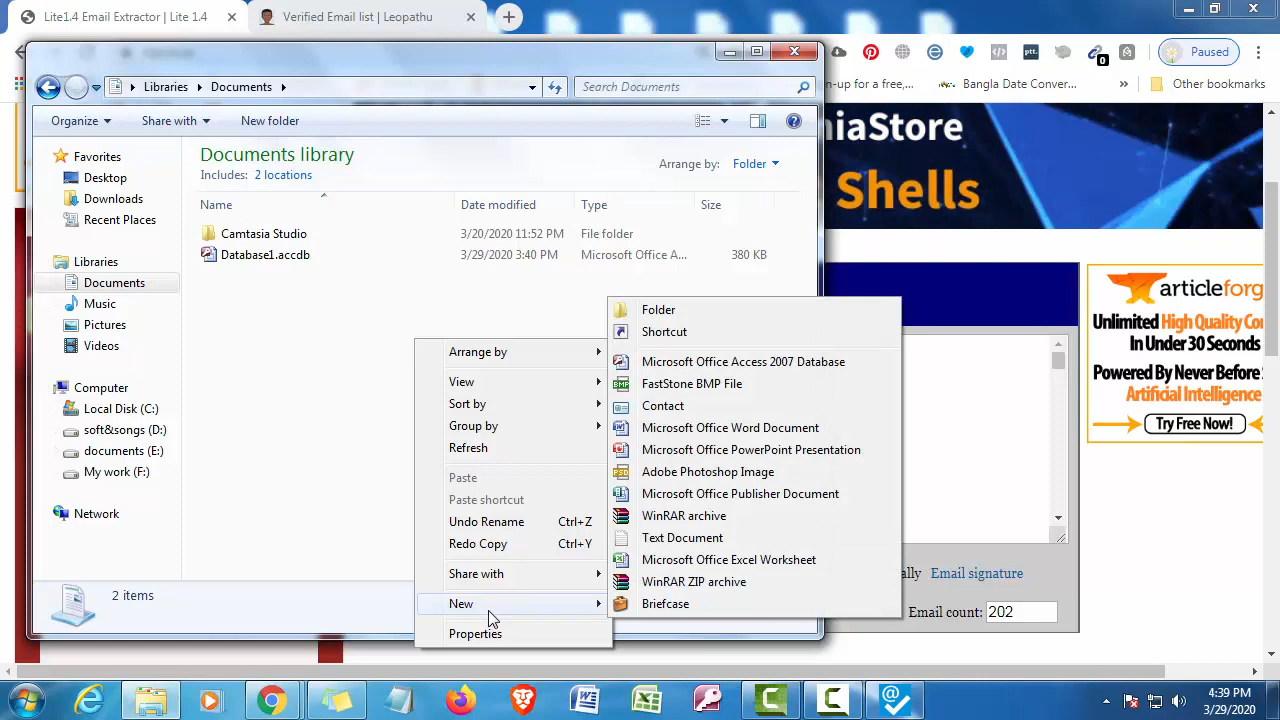 Lite1.4 Email Extractor | Lite 1.4
Verified Email list | Leopathu
Paused
0
Libraries
Documents
Search Documents
n-up for a free,...
Bangla Date Conver...
Other bookmarks
Organize
Share with
New folder
niaStore
Shells
Documents library
Includes: 2 locations
Arrange by: Folder
Name
Date modified
Type
Size
Camtasia Studio
3/20/2020 11:52 PM
File folder
Database1.accdb
3/29/2020 3:40 PM
Microsoft Office A...
380 KB
Favorites
Desktop
Downloads
Recent Places
Libraries
Documents
Music
Pictures
Videos
Computer
Local Disk (C:)
soft&songs (D:)
documents (E:)
My work (F:)
Network
2 items
Arrange by
View
Sort by
Group by
Refresh
Paste
Paste shortcut
Undo Rename Ctrl+Z
Redo Copy Ctrl+Y
Share with
New
Properties
Folder
Shortcut
Microsoft Office Access 2007 Database
BMP FastStone BMP File
Contact
Microsoft Office Word Document
Microsoft Office PowerPoint Presentation
PSD Adobe Photoshop Image
Microsoft Office Publisher Document
WinRAR archive
Text Document
Microsoft Office Excel Worksheet
WinRAR ZIP archive
Briefcase
articleforg
Unlimited High Quality Co
In Under 30 Seconds
Powered By Never Before
Artificial Intelligence
Try Free Now!
ally Email signature
Email count: 202
4:39 PM
3/29/2020